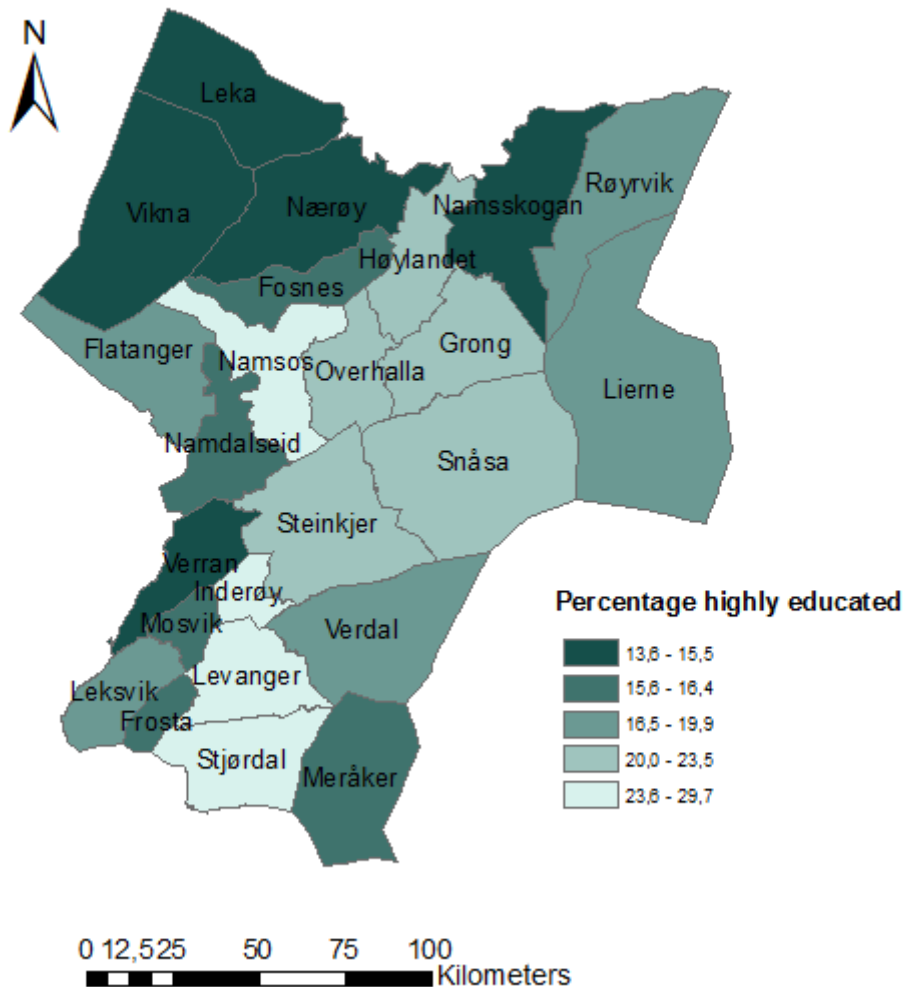 N
Leka
Vikna
Nærøy
Namsskogan
Røyrvik
Høylandet
Fosnes
Flatanger
Namsos
Overhalla
Grong
Lierne
Namdalseid
Snåsa
Steinkjer
Verran
Inderøy
Mosvik
Verdal
Leksvik
Levanger
Frosta
Stjørdal
Meråker
Percentage highly educated
13,6 - 15,5
15,6 - 16,4
16,5 - 19,9
20,0 - 23,5
23,6 - 29,7
0 12,5 25 50 75 100
Kilometers